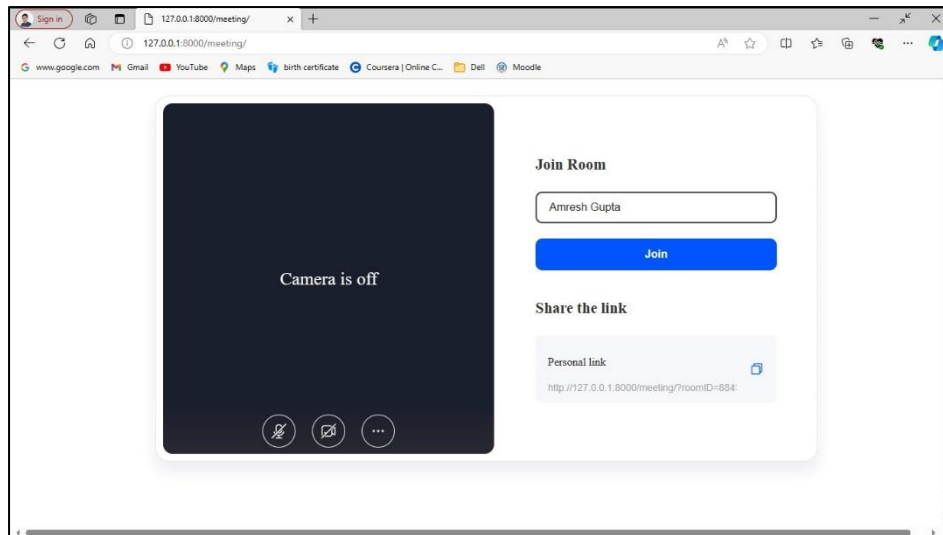 Sign in
127.0.0.1:8000/meeting/
127.0.0.1:8000/meeting/
www.google.com Gmail YouTube Maps birth certificate Coursera | Online C... Dell Moodle
Camera is off
Join Room
Amresh Gupta
Join
Share the link
Personal link
http://127.0.0.1:8000/meeting/?roomID=884